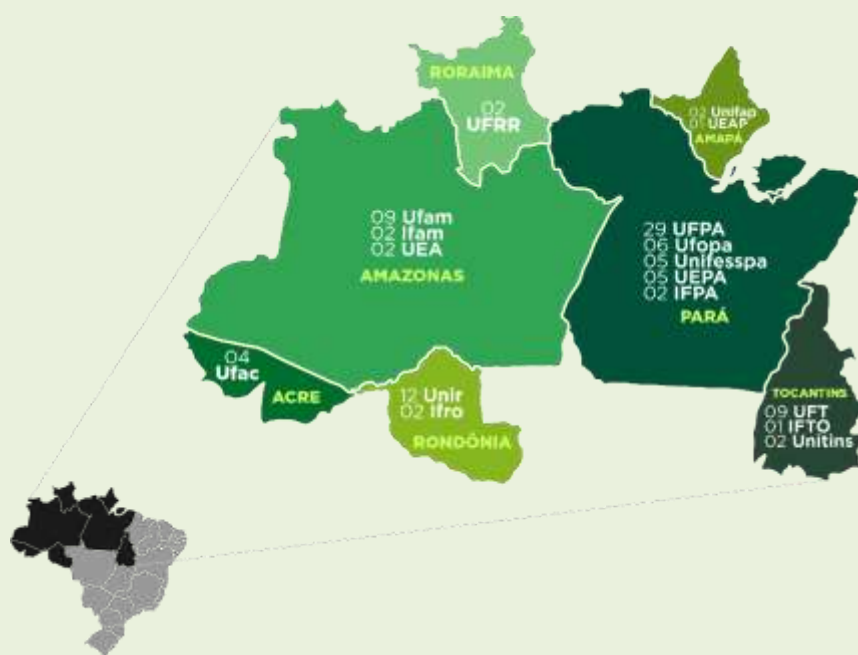 RORAIMA
02
UFRR
02 Unifap
01 UEAP
AMAPÁ
09 Ufam
02 Ifam
02 UEA
AMAZONAS
29 UFPA
06 Ufopa
05 Unifesspa
05 UEPA
02 IFPA
PARÁ
04
Ufac
ACRE
12 Unir
02 Ifro
RONDÔNIA
TOCANTINS
09 UFT
01 IFTO
02 Unitins